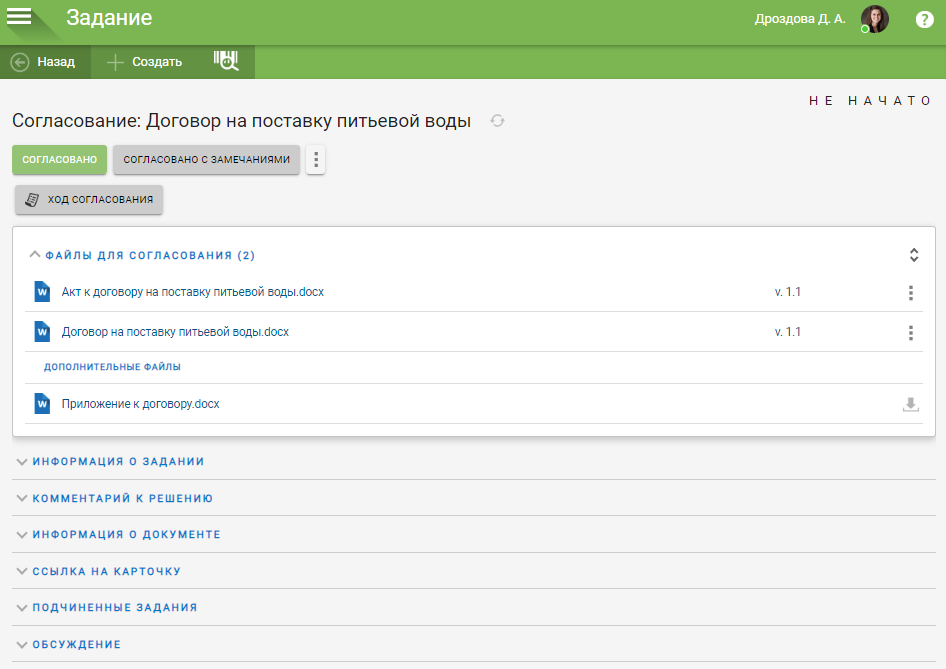 Задание
Дроздова Д. А.
?
Назад
Создать
НЕ НАЧАТО
Согласование: Договор на поставку питьевой воды
СОГЛАСОВАНО
СОГЛАСОВАНО С ЗАМЕЧАНИЯМИ
ХОД СОГЛАСОВАНИЯ
ФАЙЛЫ ДЛЯ СОГЛАСОВАНИЯ (2)
W Акт к договору на поставку питьевой воды.docx v. 1.1
W Договор на поставку питьевой воды.docx v. 1.1
ДОПОЛНИТЕЛЬНЫЕ ФАЙЛЫ
W Приложение к договору.docx
ИНФОРМАЦИЯ О ЗАДАНИИ
КОММЕНТАРИЙ К РЕШЕНИЮ
ИНФОРМАЦИЯ О ДОКУМЕНТЕ
ССЫЛКА НА КАРТОЧКУ
ПОДЧИНЕННЫЕ ЗАДАНИЯ
ОБСУЖДЕНИЕ